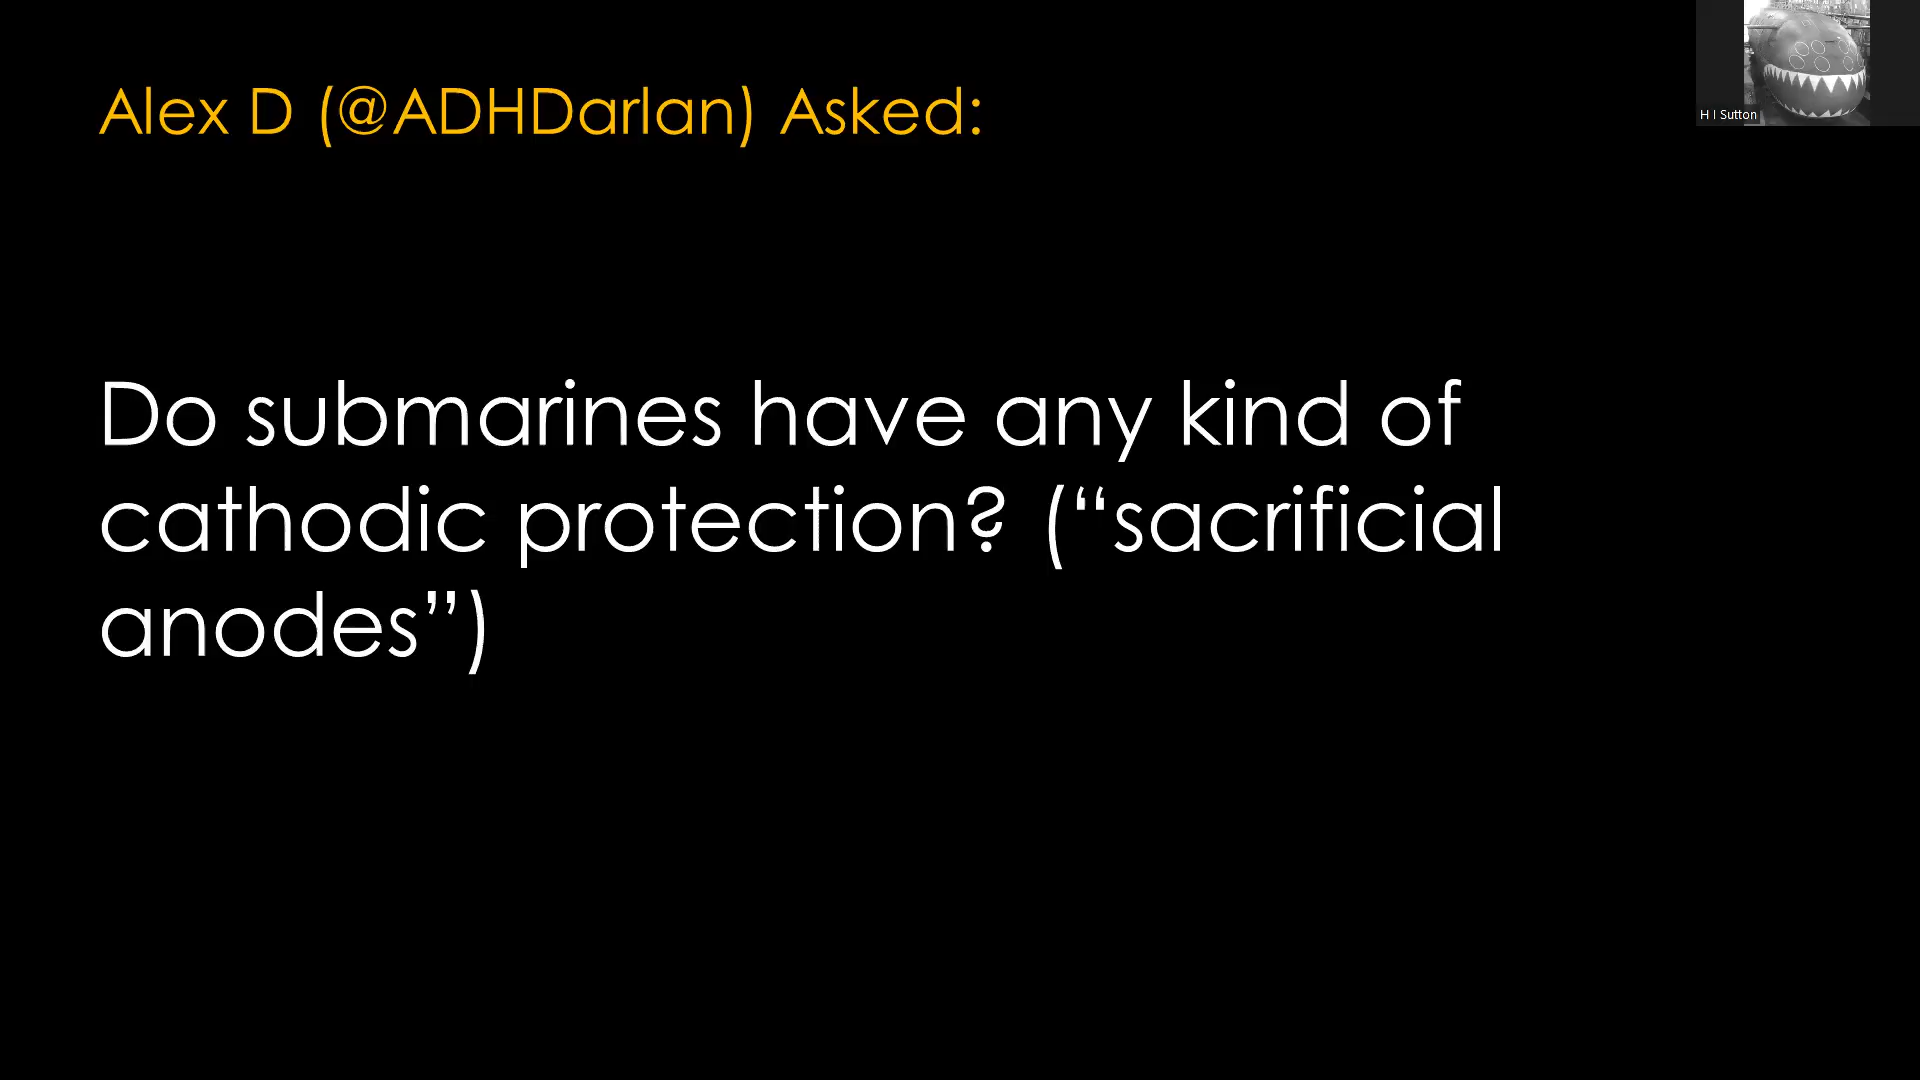 Alex D (@ADHDarlan) Asked:
H I Sutton
Do submarines have any kind of
cathodic protection? (“sacrificial
anodes”)